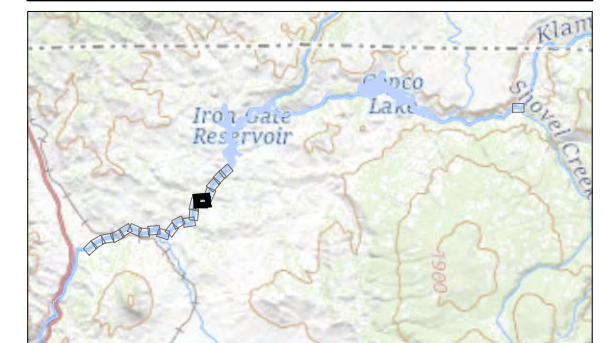 Klam
Copco
Lake
Iron Gate
Reservoir
Shovel Creek
1900